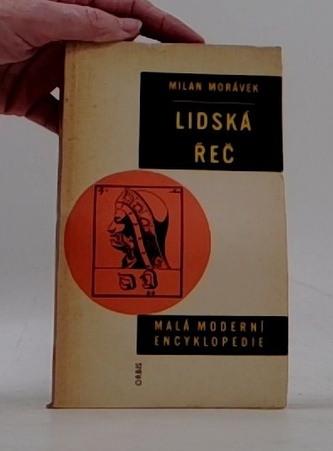 MILAN MORÁVEK
LIDSKÁ
ŘEČ
MALÁ MODERNÍ
ENCYKLOPEDIE
ORBIS